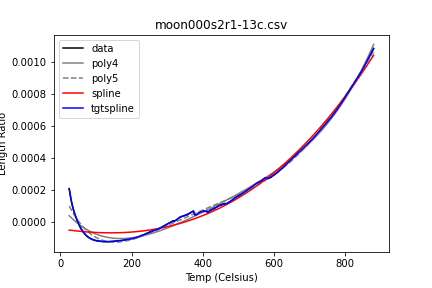 moon000s2r1-13c.csv
data
poly4
poly5
spline
tgtspline
0.0010
0.0008
0.0006
0.0004
0.0002
0.0000
Length Ratio
0 200 400 600 800
Temp (Celsius)